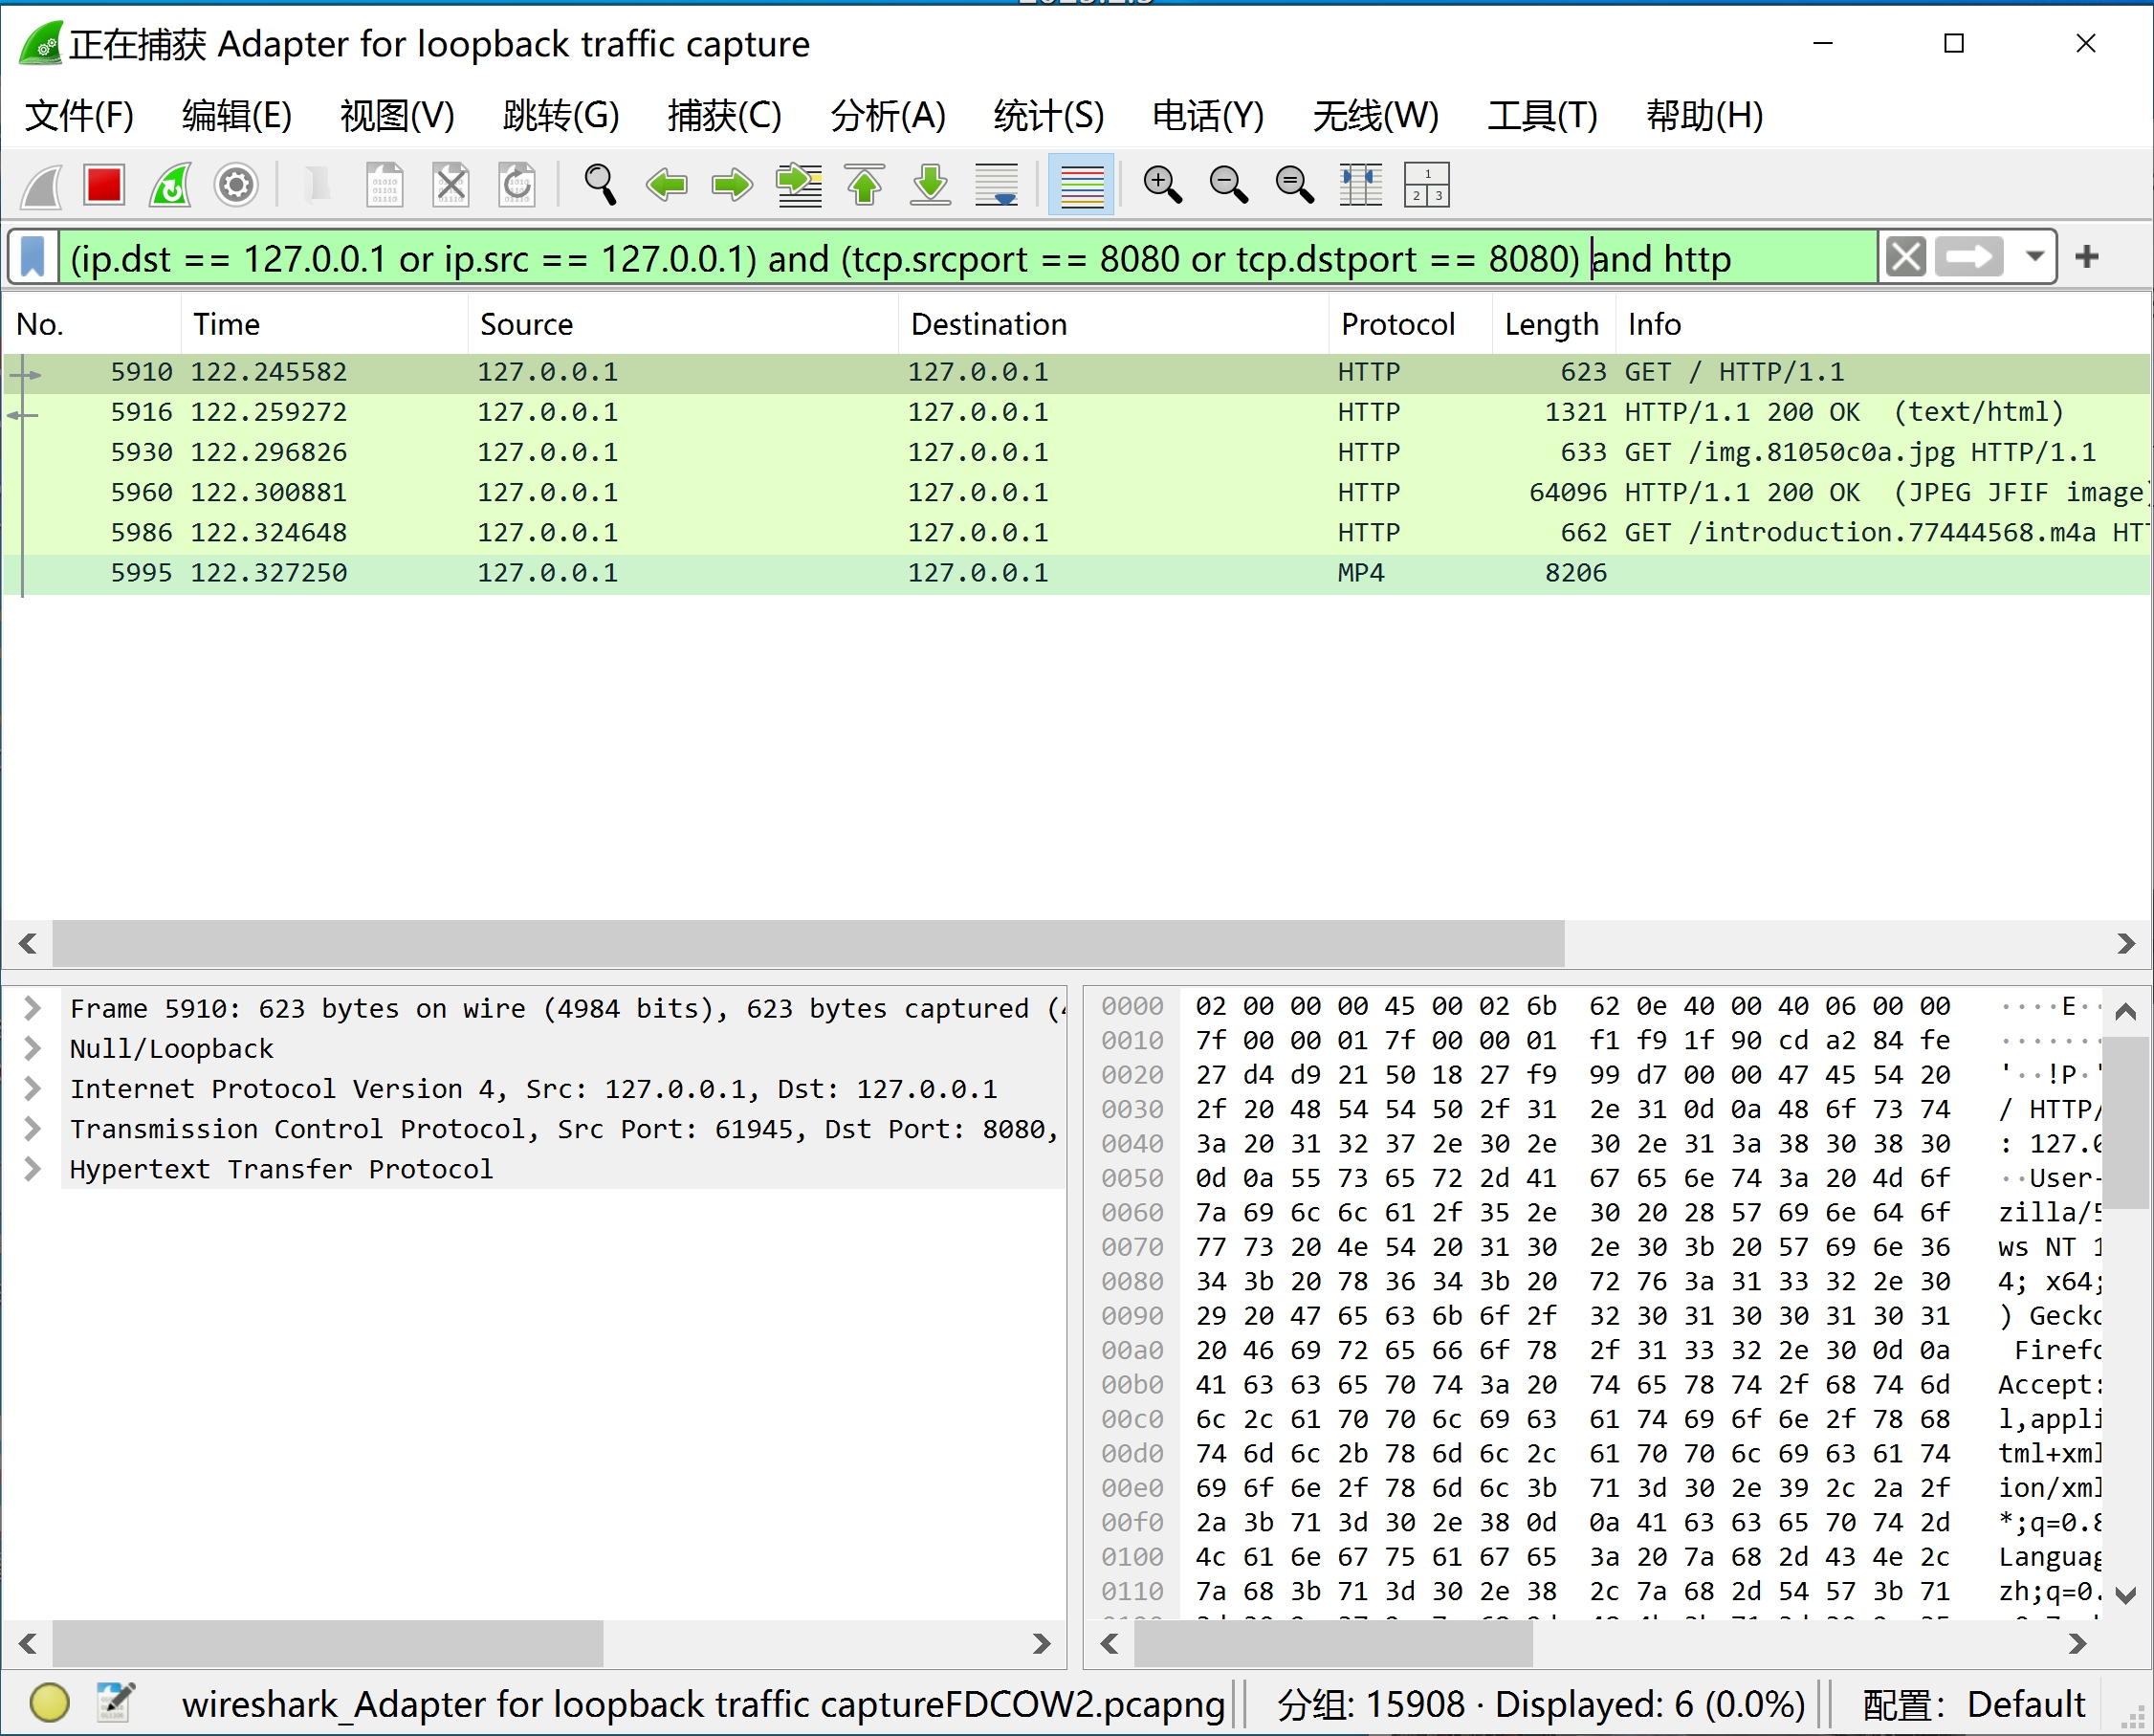 正在捕获 Adapter for loopback traffic capture
文件(F) 编辑(E) 视图(V) 跳转(G) 捕获(C) 分析(A) 统计(S) 电话(Y) 无线(W) 工具(T) 帮助(H)
(ip.dst == 127.0.0.1 or ip.src == 127.0.0.1) and (tcp.srcport == 8080 or tcp.dstport == 8080) and http
No. Time Source Destination Protocol Length Info
5910 122.245582 127.0.0.1 127.0.0.1 HTTP 623 GET / HTTP/1.1
5916 122.259272 127.0.0.1 127.0.0.1 HTTP 1321 HTTP/1.1 200 OK (text/html)
5930 122.296826 127.0.0.1 127.0.0.1 HTTP 633 GET /img.81050c0a.jpg HTTP/1.1
5960 122.300881 127.0.0.1 127.0.0.1 HTTP 64096 HTTP/1.1 200 OK (JPEG JFIF image)
5986 122.324648 127.0.0.1 127.0.0.1 HTTP 662 GET /introduction.77444568.m4a HT
5995 122.327250 127.0.0.1 127.0.0.1 MP4 8206
Frame 5910: 623 bytes on wire (4984 bits), 623 bytes captured (4
Null/Loopback
Internet Protocol Version 4, Src: 127.0.0.1, Dst: 127.0.0.1
Transmission Control Protocol, Src Port: 61945, Dst Port: 8080,
Hypertext Transfer Protocol
0000 02 00 00 00 45 00 02 6b 62 0e 40 00 40 06 00 00 ····E·
0010 7f 00 00 01 7f 00 00 01 f1 f9 1f 90 cd a2 84 fe ·······
0020 27 d4 d9 21 50 18 27 f9 99 d7 00 00 47 45 54 20 '··!P·'
0030 2f 20 48 54 54 50 2f 31 2e 31 0d 0a 48 6f 73 74 / HTTP/
0040 3a 20 31 32 37 2e 30 2e 30 2e 31 3a 38 30 38 30 : 127.0
0050 0d 0a 55 73 65 72 2d 41 67 65 6e 74 3a 20 4d 6f ··User-
0060 7a 69 6c 6c 61 2f 35 2e 30 20 28 57 69 6e 64 6f zilla/5
0070 77 73 20 4e 54 20 31 30 2e 30 3b 20 57 69 6e 36 ws NT 1
0080 34 3b 20 78 36 34 3b 20 72 76 3a 31 33 32 2e 30 4; x64;
0090 29 20 47 65 63 6b 6f 2f 32 30 31 30 30 31 30 31 ) Gecko
00a0 20 46 69 72 65 66 6f 78 2f 31 33 32 2e 30 0d 0a Firefo
00b0 41 63 63 65 70 74 3a 20 74 65 78 74 2f 68 74 6d Accept:
00c0 6c 2c 61 70 70 6c 69 63 61 74 69 6f 6e 2f 78 68 l,appli
00d0 74 6d 6c 2b 78 6d 6c 2c 61 70 70 6c 69 63 61 74 tml+xml
00e0 69 6f 6e 2f 78 6d 6c 3b 71 3d 30 2e 39 2c 2a 2f ion/xml
00f0 2a 3b 71 3d 30 2e 38 0d 0a 41 63 63 65 70 74 2d *;q=0.8
0100 4c 61 6e 67 75 61 67 65 3a 20 7a 68 2d 43 4e 2c Languag
0110 7a 68 3b 71 3d 30 2e 38 2c 7a 68 2d 54 57 3b 71 zh;q=0.
wireshark_Adapter for loopback traffic captureFDCOW2.pcapng 分组: 15908 · Displayed: 6 (0.0%) 配置: Default